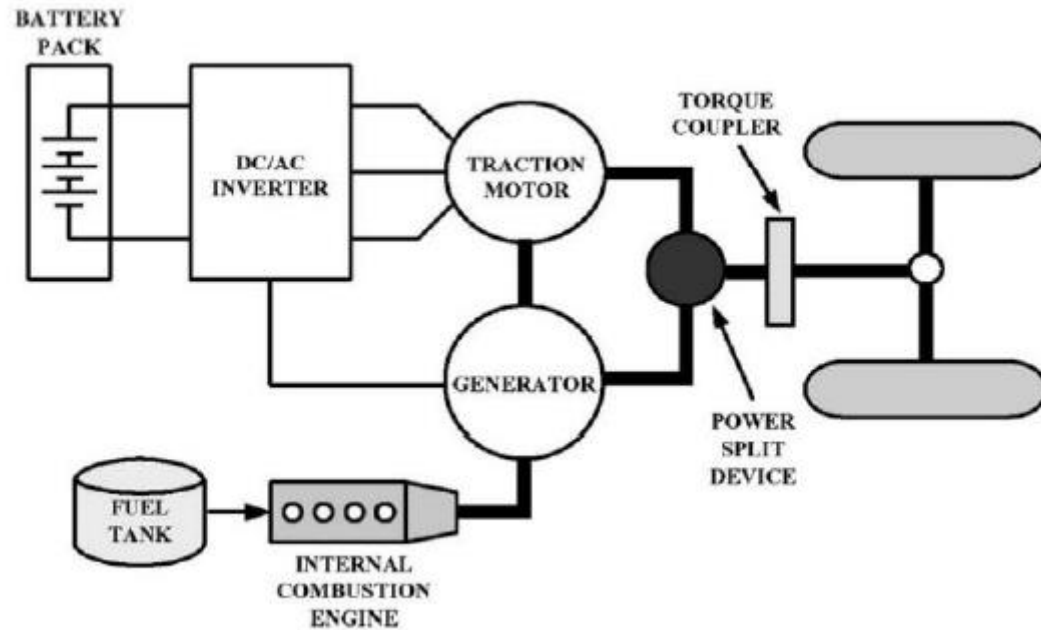 BATTERY
PACK
DC/AC
INVERTER
TRACTION
MOTOR
TORQUE
COUPLER
GENERATOR
POWER
SPLIT
DEVICE
FUEL
TANK
INTERNAL
COMBUSTION
ENGINE